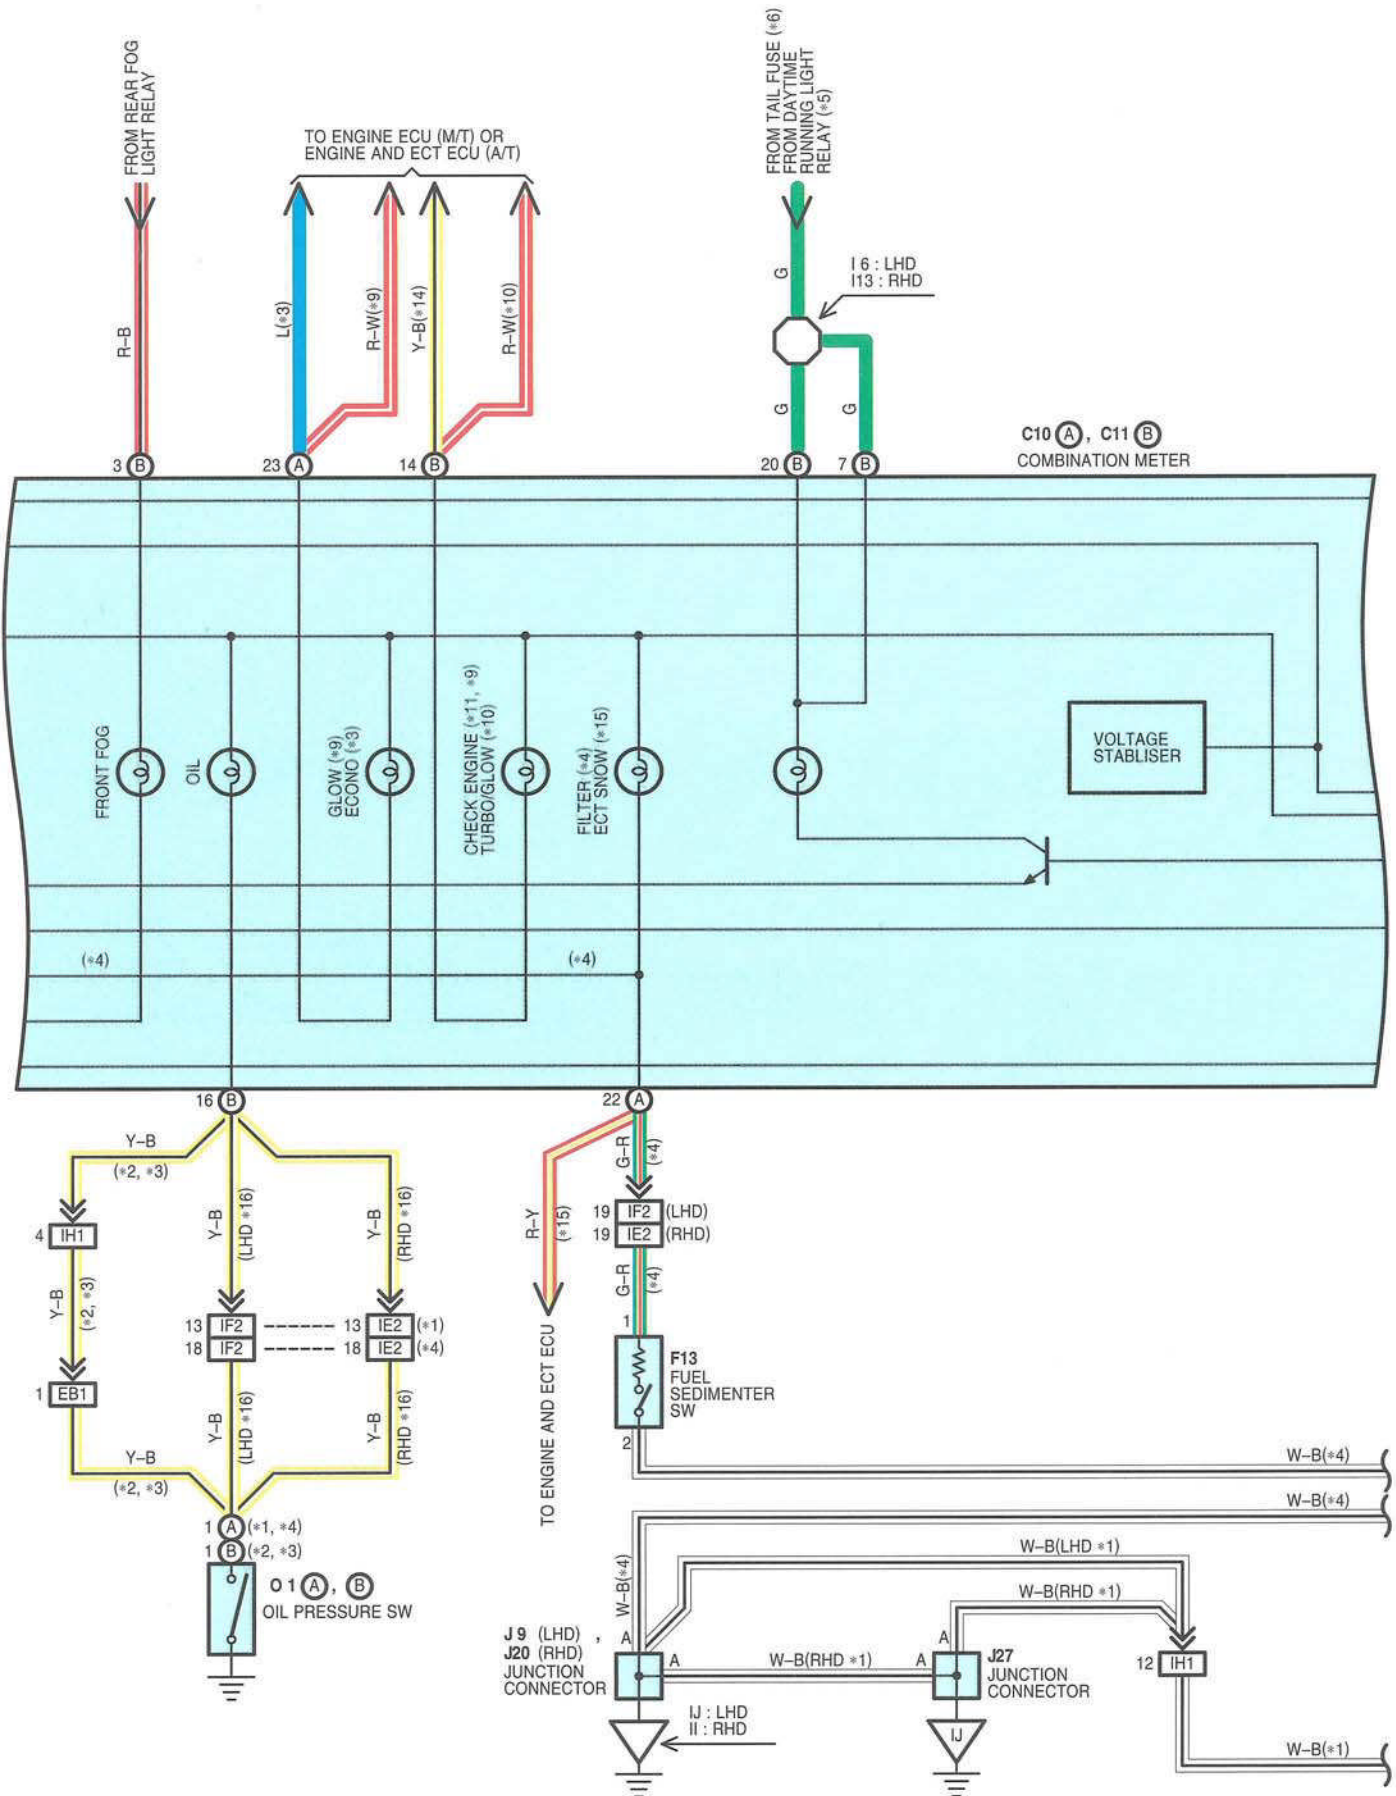 FROM REAR FOG
LIGHT RELAY
TO ENGINE ECU (M/T) OR
ENGINE AND ECT ECU (A/T)
FROM TAIL FUSE (*6)
FROM DAYTIME
RUNNING LIGHT
RELAY (*5)
R–B
L(*3)
R–W(*9)
Y–B(*14)
R–W(*10)
G
I 6 : LHD
I13 : RHD
G
G
C10 A , C11 B
COMBINATION METER
3 B
23 A
14 B
20 B
7 B
FRONT FOG
OIL
GLOW (*9)
ECONO (*3)
CHECK ENGINE (*11, *9)
TURBO/GLOW (*10)
FILTER (*4)
ECT SNOW (*15)
VOLTAGE
STABLISER
(*4)
(*4)
16 B
22 A
Y–B
(*2, *3)
Y–B
(LHD *16)
Y–B
(RHD *16)
R–Y
(*15)
G–R
(*4)
4 IH1
19 IF2 (LHD)
19 IE2 (RHD)
Y–B
(*2, *3)
G–R
(*4)
13 IF2
13 IE2 (*1)
18 IF2
18 IE2 (*4)
1
F13
FUEL
SEDIMENTER
SW
2
TO ENGINE AND ECT ECU
1 EB1
Y–B
(LHD *16)
Y–B
(RHD *16)
Y–B
(*2, *3)
W–B(*4)
W–B(*4)
1 A (*1, *4)
1 B (*2, *3)
O 1 A , B
OIL PRESSURE SW
W–B(*4)
W–B(LHD *1)
W–B(RHD *1)
J 9 (LHD) ,
J20 (RHD)
JUNCTION
CONNECTOR
A
A
W–B(RHD *1)
A
A
J27
JUNCTION
CONNECTOR
12 IH1
IJ : LHD
II : RHD
IJ
W–B(*1)